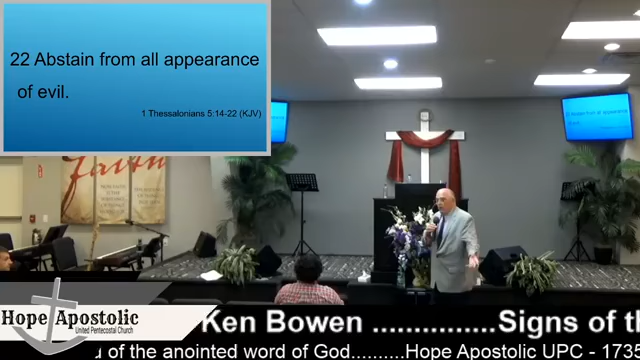 22 Abstain from all appearance
of evil.
1 Thessalonians 5:14-22 (KJV)
faith
Hope Apostolic
United Pentecostal Church
Ken Bowen ...............Signs of th
of the anointed word of God..........Hope Apostolic UPC - 1735